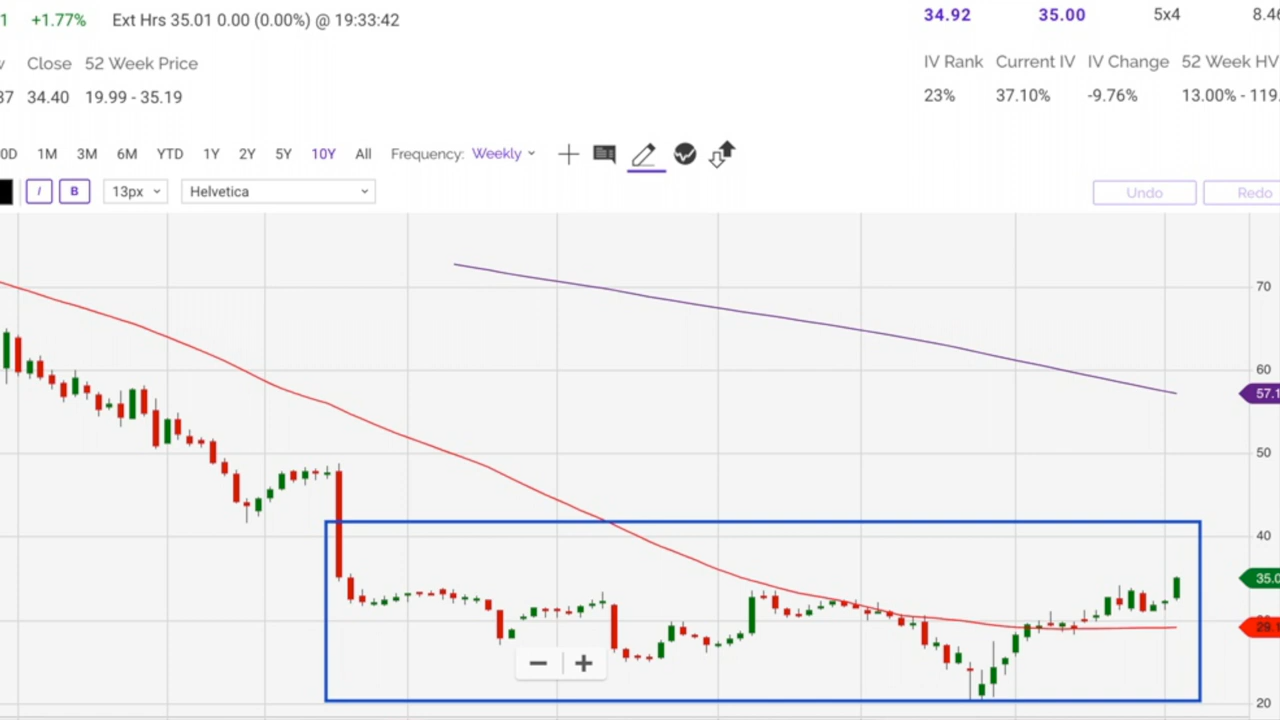 1 +1.77% Ext Hrs 35.01 0.00 (0.00%) @ 19:33:42 34.92 35.00 5x4 8.46
Close 52 Week Price IV Rank Current IV IV Change 52 Week HV
37 34.40 19.99 - 35.19 23% 37.10% -9.76% 13.00% - 119.
0D 1M 3M 6M YTD 1Y 2Y 5Y 10Y All Frequency: Weekly
I B 13px Helvetica Undo Redo
70
60
57.1
50
40
35.0
29.
20